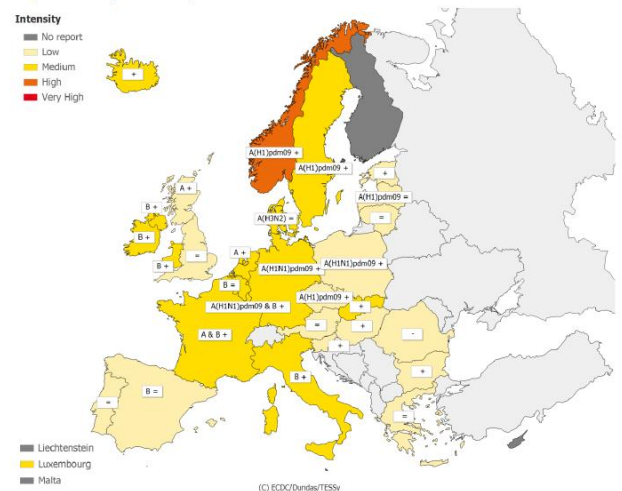 Intensity
No report
Low
Medium
High
Very High
+
A(H1)pdm09 +
A(H1)pdm09 +
A +
+
B +
A(H1)pdm09 =
=
A(H3N2) =
B +
A +
=
B +
A(H1N1)pdm09 +
A(H1N1)pdm09 +
B =
A(H1)pdm09 +
A(H1N1)pdm09 & B +
+
=
+
-
A & B +
+
+
B +
B =
=
=
Liechtenstein
Luxembourg
Malta
(C) ECDC/Dundas/TESSy